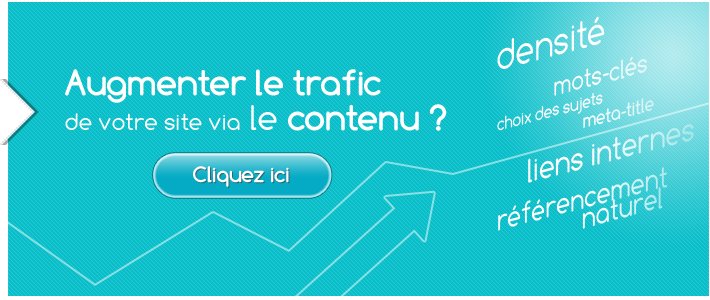 Augmenter le trafic
de votre site via le contenu ?
Cliquez ici
densité
mots-clés
choix des sujets
meta-title
liens internes
référencement
naturel